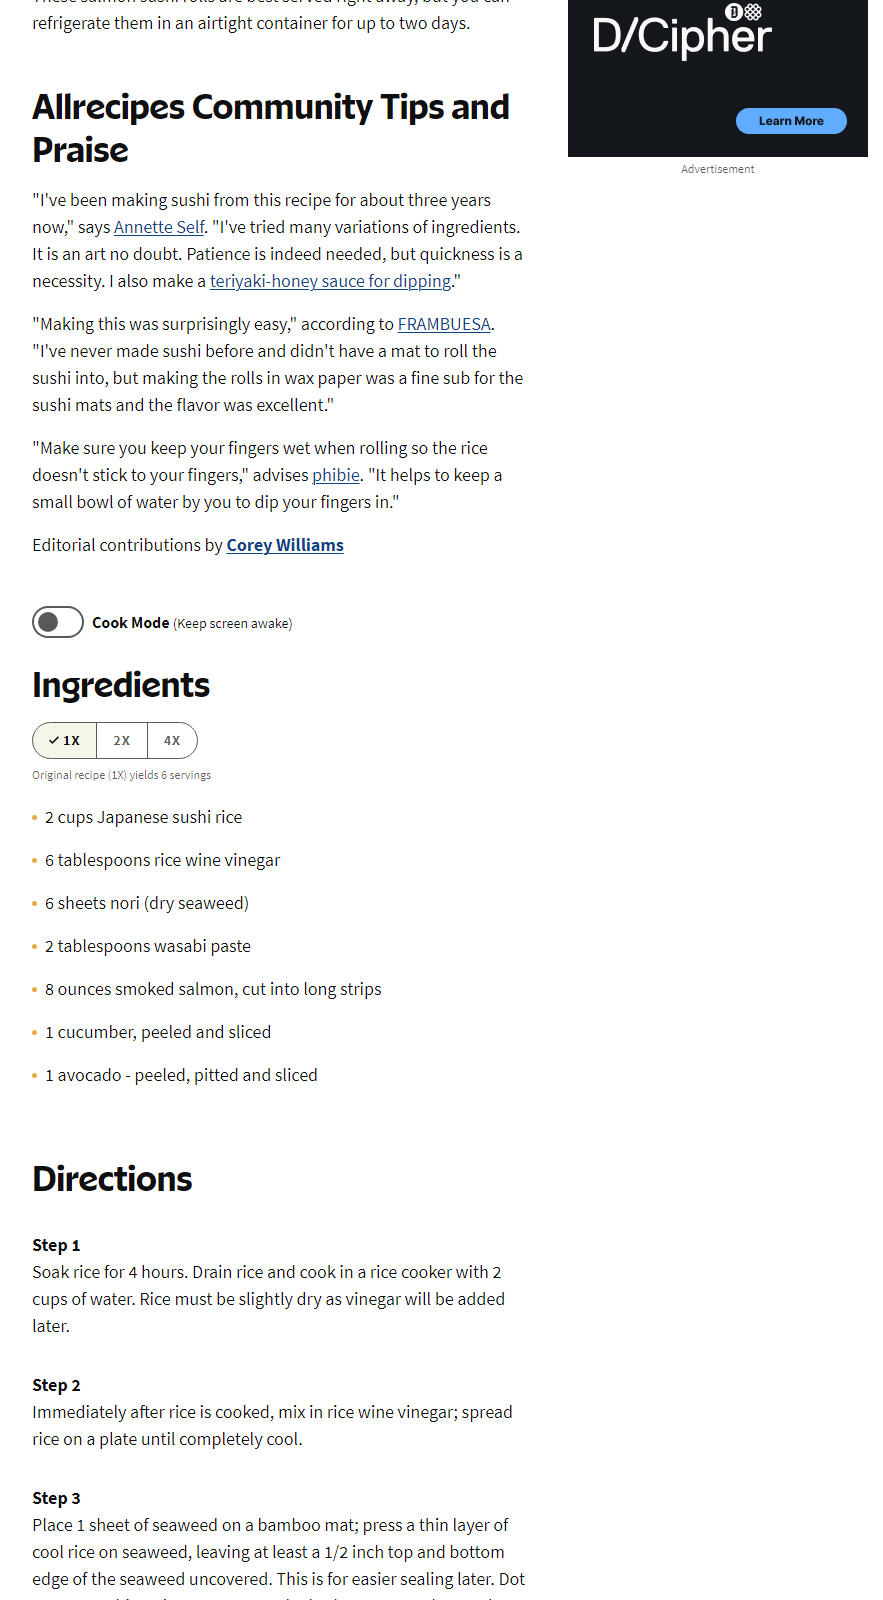 These salmon sushi rolls are best served right away, but you can
refrigerate them in an airtight container for up to two days.
D/Cipher
Learn More
Advertisement
Allrecipes Community Tips and
Praise
"I've been making sushi from this recipe for about three years
now," says Annette Self. "I've tried many variations of ingredients.
It is an art no doubt. Patience is indeed needed, but quickness is a
necessity. I also make a teriyaki-honey sauce for dipping."
"Making this was surprisingly easy," according to FRAMBUESA.
"I've never made sushi before and didn't have a mat to roll the
sushi into, but making the rolls in wax paper was a fine sub for the
sushi mats and the flavor was excellent."
"Make sure you keep your fingers wet when rolling so the rice
doesn't stick to your fingers," advises phibie. "It helps to keep a
small bowl of water by you to dip your fingers in."
Editorial contributions by Corey Williams
Cook Mode (Keep screen awake)
Ingredients
1X 2X 4X
Original recipe (1X) yields 6 servings
2 cups Japanese sushi rice
6 tablespoons rice wine vinegar
6 sheets nori (dry seaweed)
2 tablespoons wasabi paste
8 ounces smoked salmon, cut into long strips
1 cucumber, peeled and sliced
1 avocado - peeled, pitted and sliced
Directions
Step 1
Soak rice for 4 hours. Drain rice and cook in a rice cooker with 2
cups of water. Rice must be slightly dry as vinegar will be added
later.
Step 2
Immediately after rice is cooked, mix in rice wine vinegar; spread
rice on a plate until completely cool.
Step 3
Place 1 sheet of seaweed on a bamboo mat; press a thin layer of
cool rice on seaweed, leaving at least a 1/2 inch top and bottom
edge of the seaweed uncovered. This is for easier sealing later. Dot